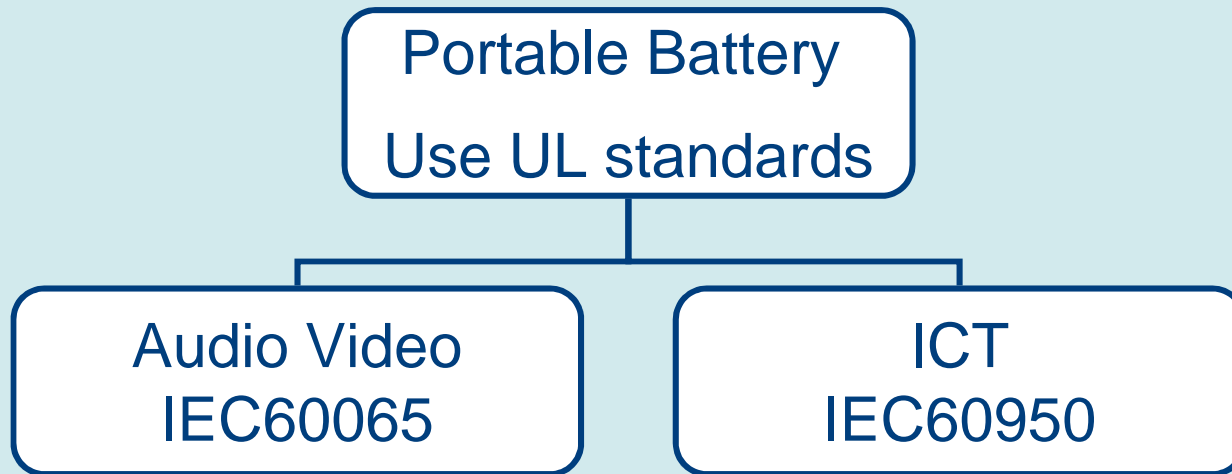 Portable Battery
Use UL standards
Audio Video
IEC60065
ICT
IEC60950